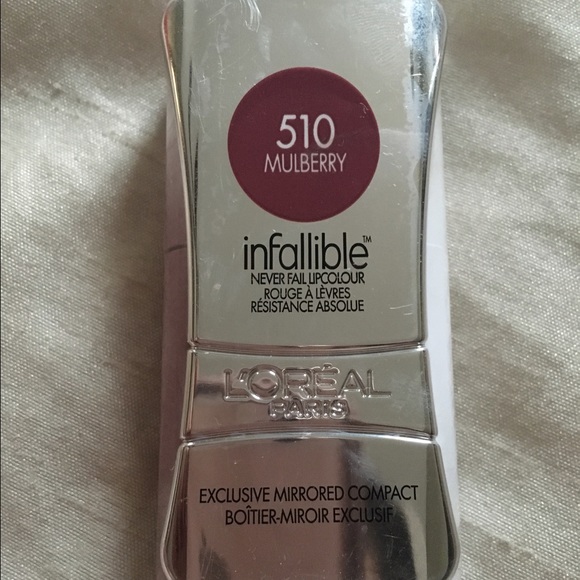 510
MULBERRY
infallible™
NEVER FAIL LIPCOLOUR
ROUGE À LÈVRES
RÉSISTANCE ABSOLUE
L'ORÉAL
PARIS
EXCLUSIVE MIRRORED COMPACT
BOÎTIER-MIROIR EXCLUSIF